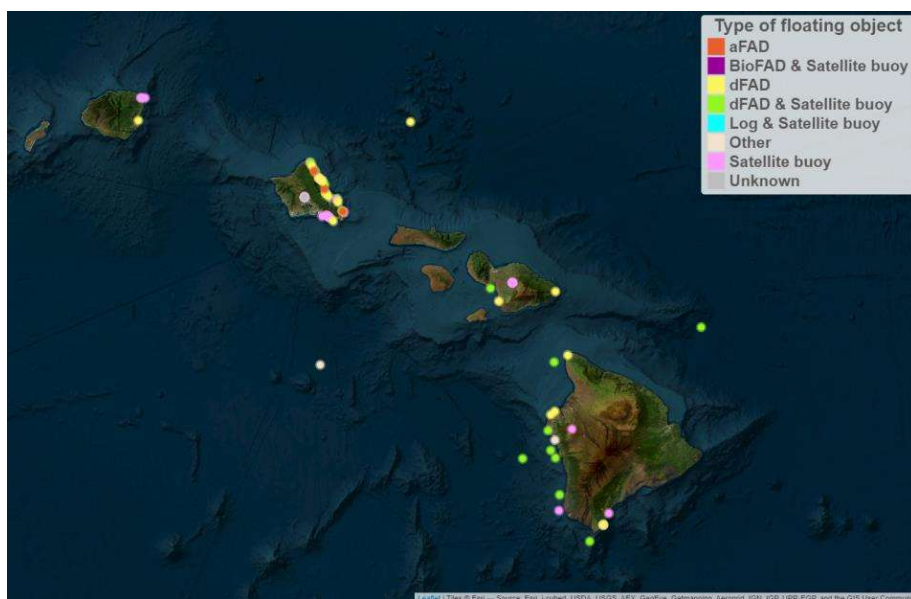 Type of floating object
aFAD
BioFAD & Satellite buoy
dFAD
dFAD & Satellite buoy
Log & Satellite buoy
Other
Satellite buoy
Unknown
Leaflet | Tiles © Esri — Source: Esri, i-cubed, USDA, USGS, AEX, GeoEye, Getmapping, Aerogrid, IGN, IGP, UPR-EGP, and the GIS User Commun